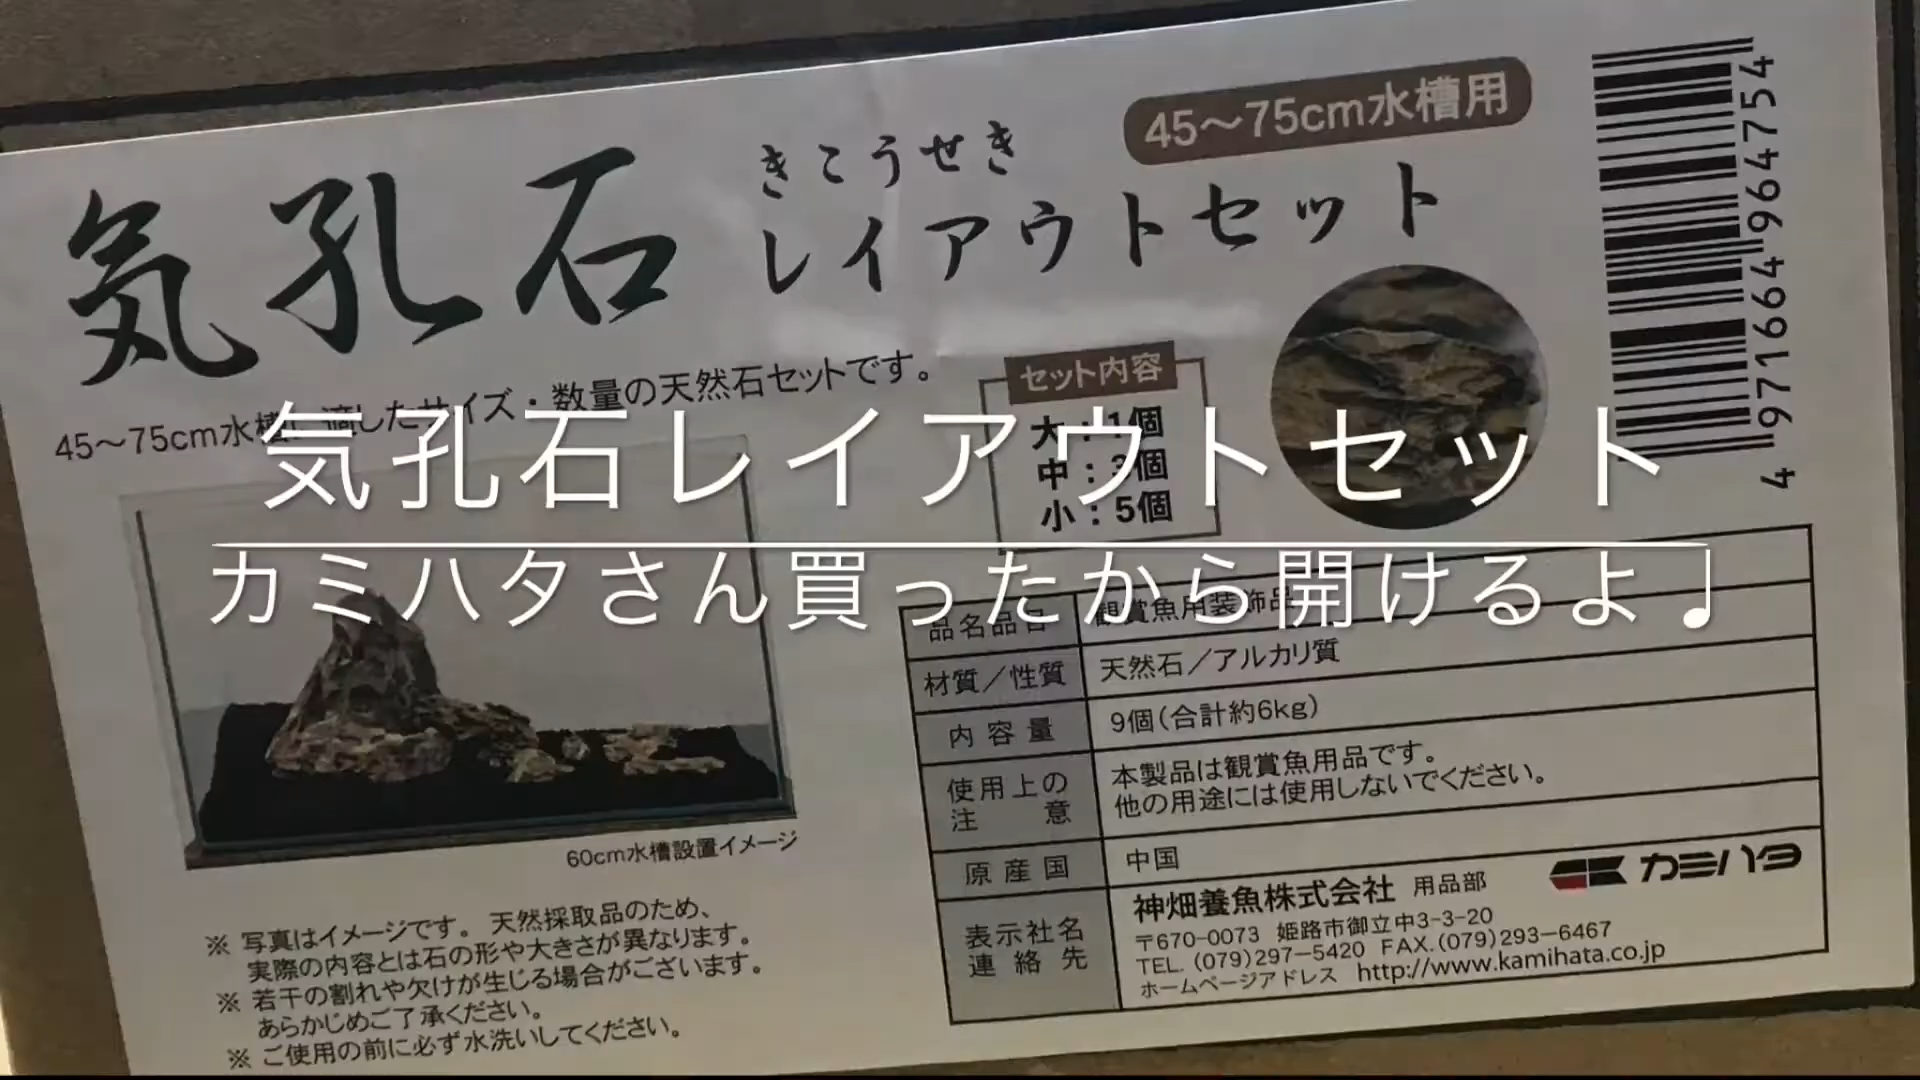 45～75cm水槽用
きこうせき
気孔石 レイアウトセット
45～75cm水槽に適したサイズ・数量の天然石セットです。
セット内容
大：1個
中：3個
小：5個
4971664964754
気孔石レイアウトセット
カミハタさん買ったから開けるよ♩
60cm水槽設置イメージ
※ 写真はイメージです。天然採取品のため、
実際の内容とは石の形や大きさが異なります。
※ 若干の割れや欠けが生じる場合がございます。
あらかじめご了承ください。
※ ご使用の前に必ず水洗いしてください。
品名品名 観賞魚用装飾品
材質／性質 天然石／アルカリ質
内容量 9個（合計約6kg）
使用上の注意 本製品は観賞魚用品です。
他の用途には使用しないでください。
原産国 中国
表示社名連絡先 神畑養魚株式会社 用品部
カミハタ
〒670-0073 姫路市御立中3-3-20
TEL.(079)297-5420 FAX.(079)293-6467
ホームページアドレス http://www.kamihata.co.jp